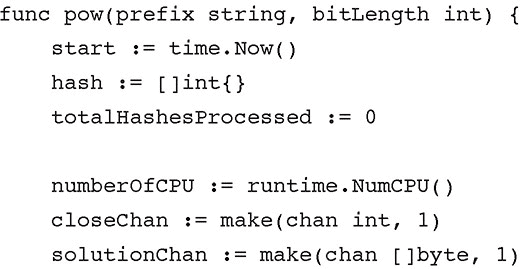 func pow(prefix string, bitLength int) {
    start := time.Now()
    hash := []int{}
    totalHashesProcessed := 0

    numberOfCPU := runtime.NumCPU()
    closeChan := make(chan int, 1)
    solutionChan := make(chan []byte, 1)